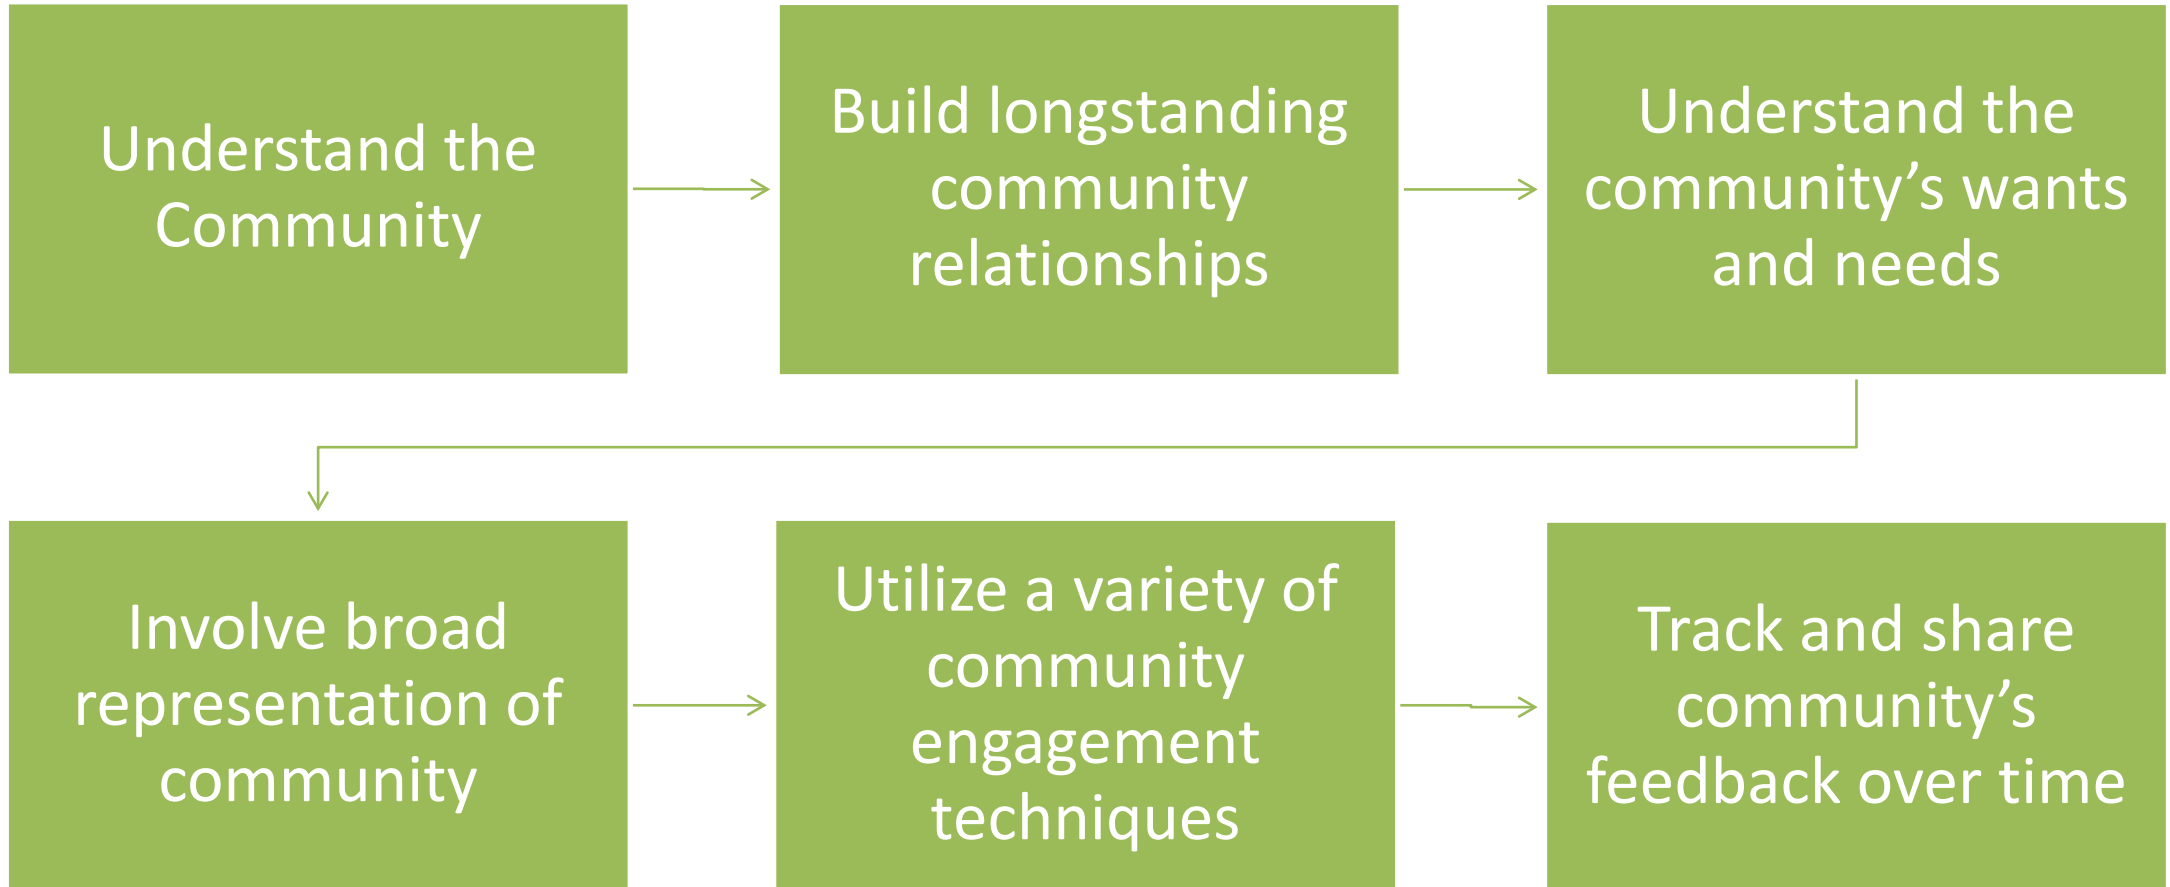 Understand the
Community
Build longstanding
community
relationships
Understand the
community’s wants
and needs
Involve broad
representation of
community
Utilize a variety of
community
engagement
techniques
Track and share
community’s
feedback over time